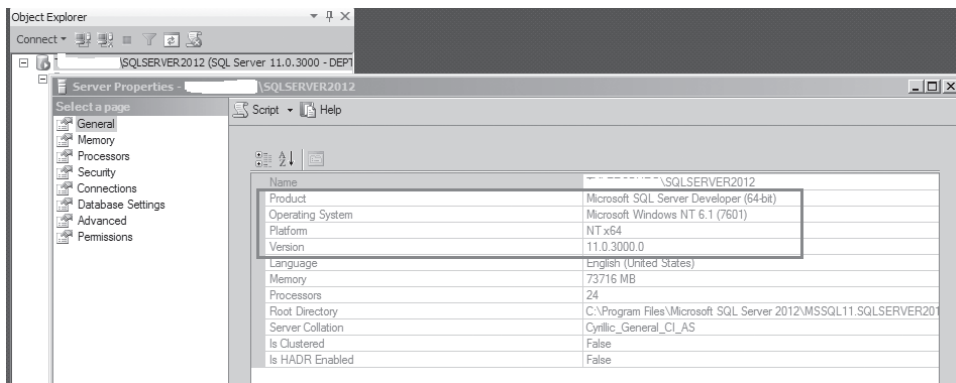 Object Explorer
Connect
\SQLSERVER2012 (SQL Server 11.0.3000 - DEPT
Server Properties - \SQLSERVER2012
Select a page
General
Memory
Processors
Security
Connections
Database Settings
Advanced
Permissions
Script Help
Name \SQLSERVER2012
Product Microsoft SQL Server Developer (64-bit)
Operating System Microsoft Windows NT 6.1 (7601)
Platform NT x64
Version 11.0.3000.0
Language English (United States)
Memory 73716 MB
Processors 24
Root Directory C:\Program Files\Microsoft SQL Server 2012\MSSQL11.SQLSERVER201
Server Collation Cyrillic_General_CI_AS
Is Clustered False
Is HADR Enabled False